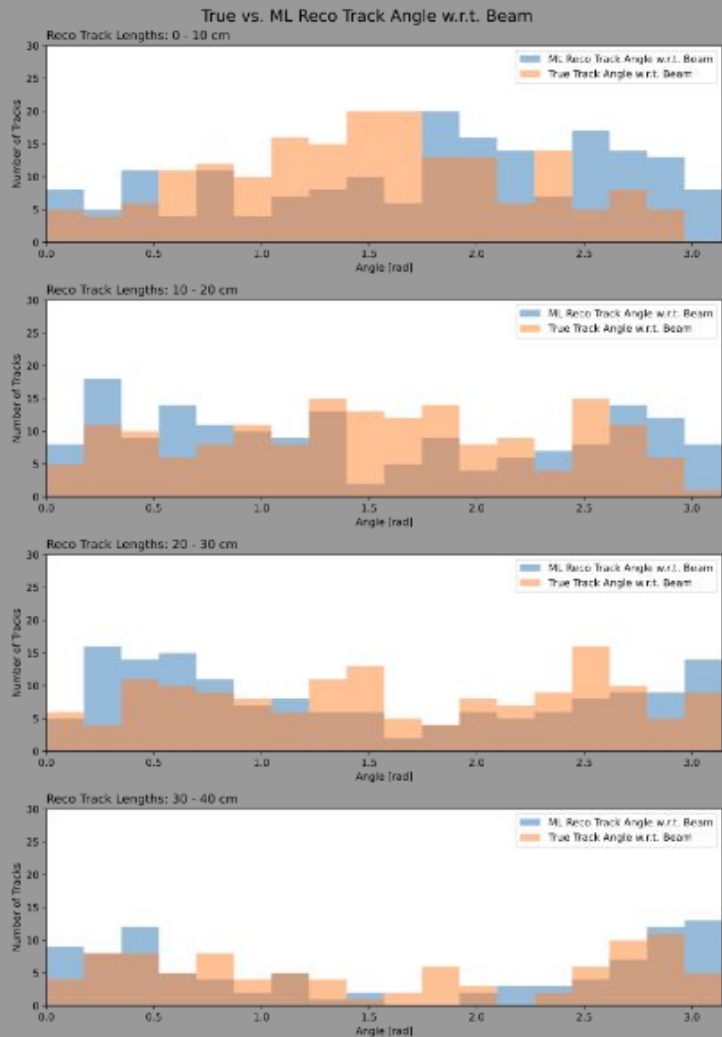 True vs. ML Reco Track Angle w.r.t. Beam
Reco Track Lengths: 0 - 10 cm
30
25
20
15
10
5
0
Number of Tracks
ML Reco Track Angle w.r.t. Beam
True Track Angle w.r.t. Beam
0.0 0.5 1.0 1.5 2.0 2.5 3.0
Angle [rad]
Reco Track Lengths: 10 - 20 cm
30
25
20
15
10
5
0
Number of Tracks
ML Reco Track Angle w.r.t. Beam
True Track Angle w.r.t. Beam
0.0 0.5 1.0 1.5 2.0 2.5 3.0
Angle [rad]
Reco Track Lengths: 20 - 30 cm
30
25
20
15
10
5
0
Number of Tracks
ML Reco Track Angle w.r.t. Beam
True Track Angle w.r.t. Beam
0.0 0.5 1.0 1.5 2.0 2.5 3.0
Angle [rad]
Reco Track Lengths: 30 - 40 cm
30
25
20
15
10
5
0
Number of Tracks
ML Reco Track Angle w.r.t. Beam
True Track Angle w.r.t. Beam
0.0 0.5 1.0 1.5 2.0 2.5 3.0
Angle [rad]